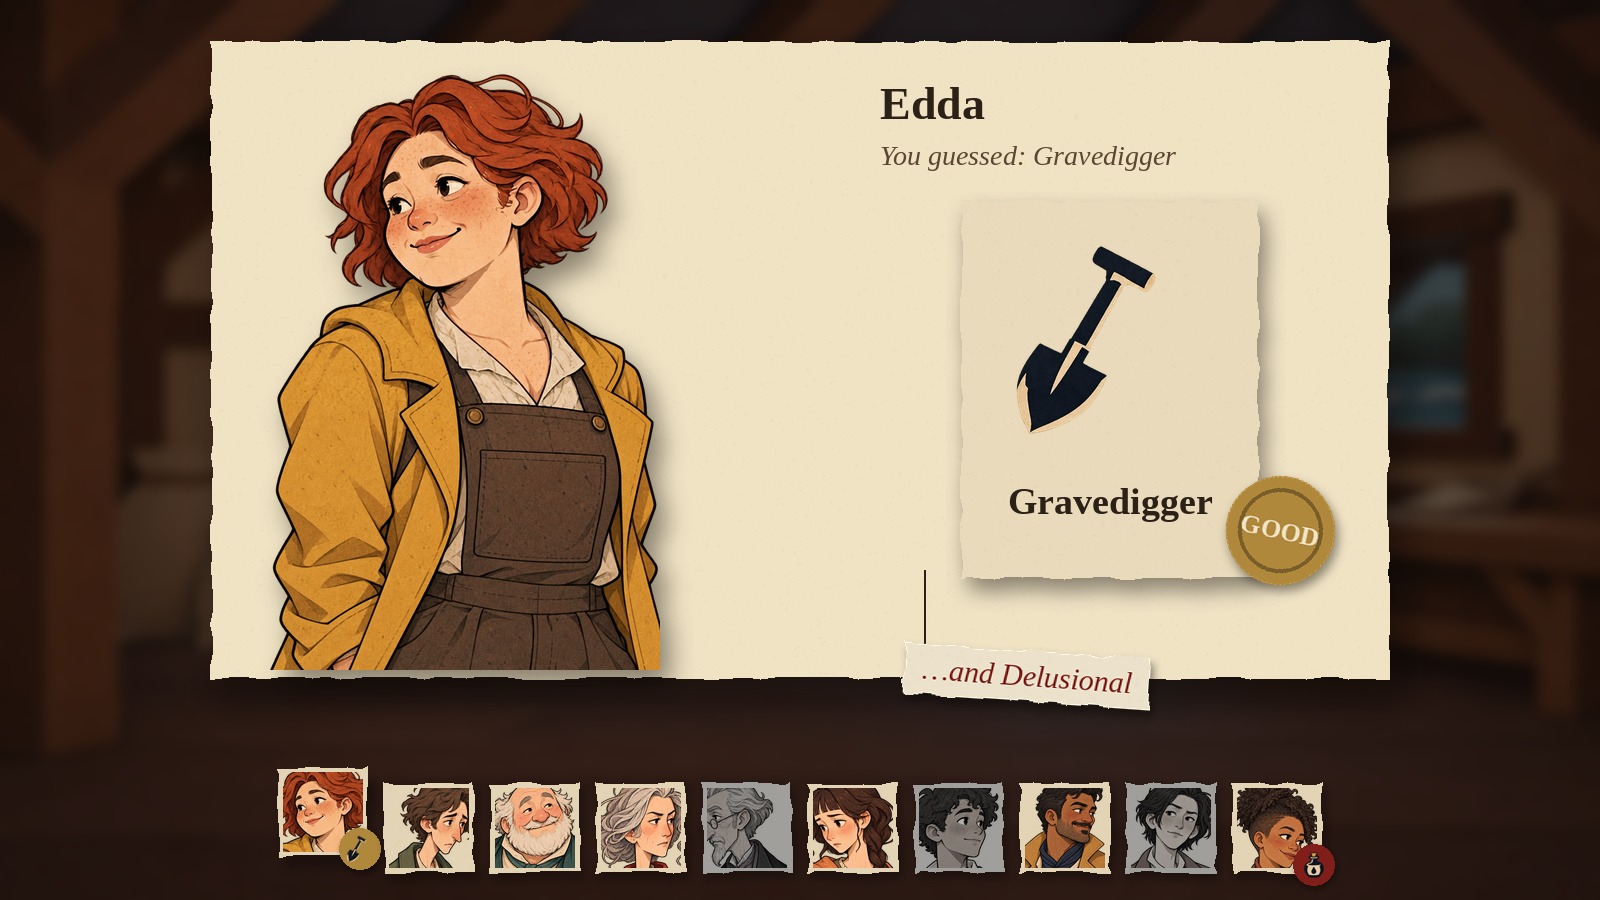 Edda
You guessed: Gravedigger
Gravedigger
GOOD
…and Delusional